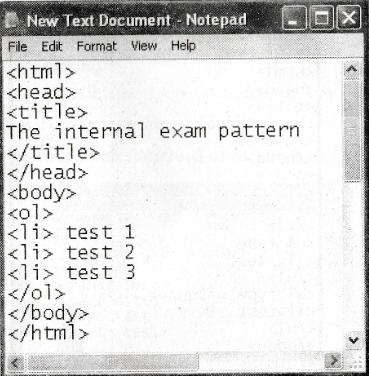 New Text Document - Notepad
File Edit Format View Help
<html>
<head>
<title>
The internal exam pattern
</title>
</head>
<body>
<ol>
<li> test 1
<li> test 2
<li> test 3
</ol>
</body>
</html>